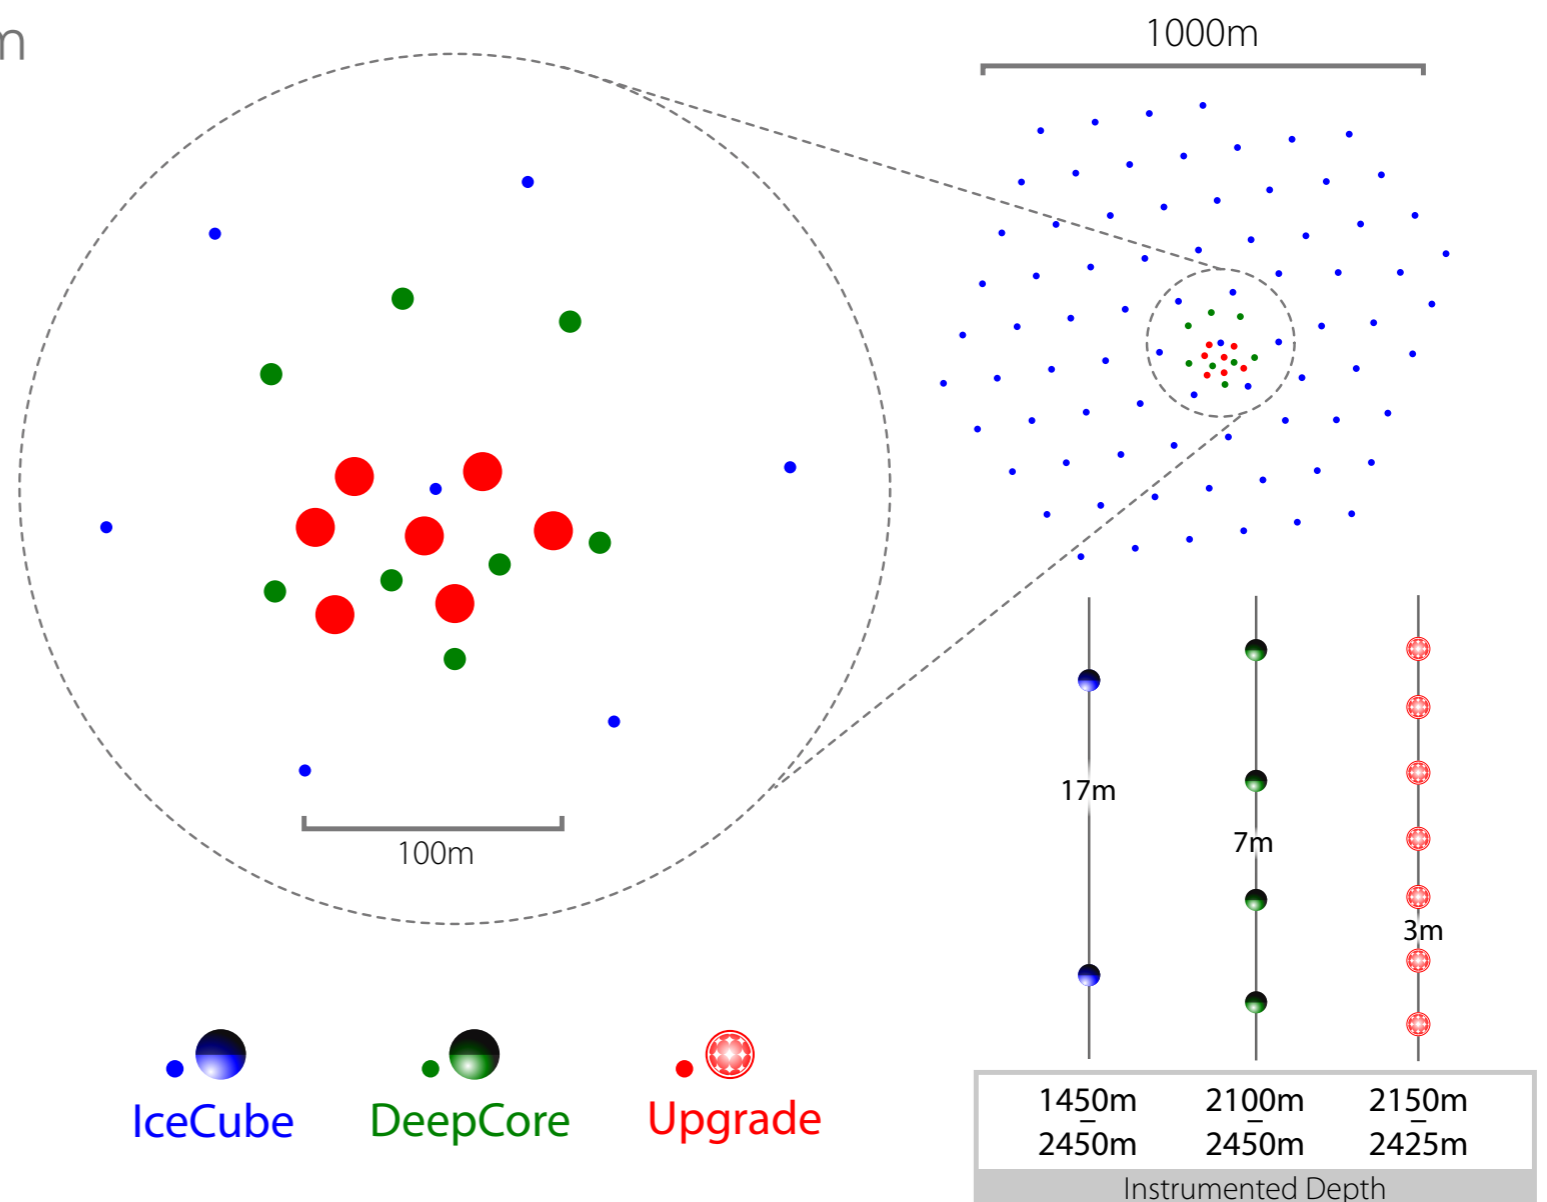 m
1000m
100m
17m
7m
3m
IceCube
DeepCore
Upgrade
1450m
–
2450m
2100m
–
2450m
2150m
–
2425m
Instrumented Depth